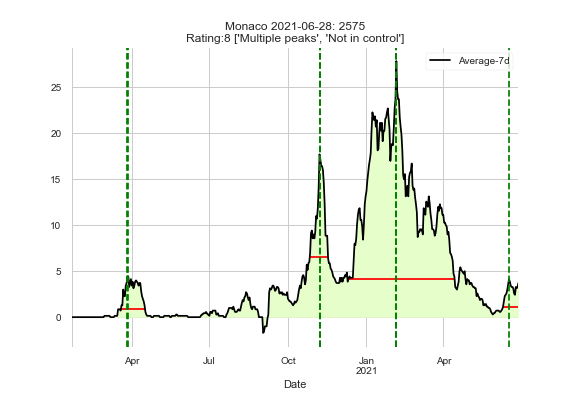 Monaco 2021-06-28: 2575
Rating:8 ['Multiple peaks', 'Not in control']
Average-7d
25
20
15
10
5
0
Apr
Jul
Oct
Jan
2021
Apr
Date